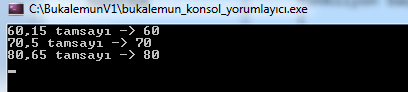 C:\BukalemunV1\bukalemun_konsol_yorumlayıcı.exe
60,15 tamsayı -> 60
70,5 tamsayı -> 70
80,65 tamsayı -> 80